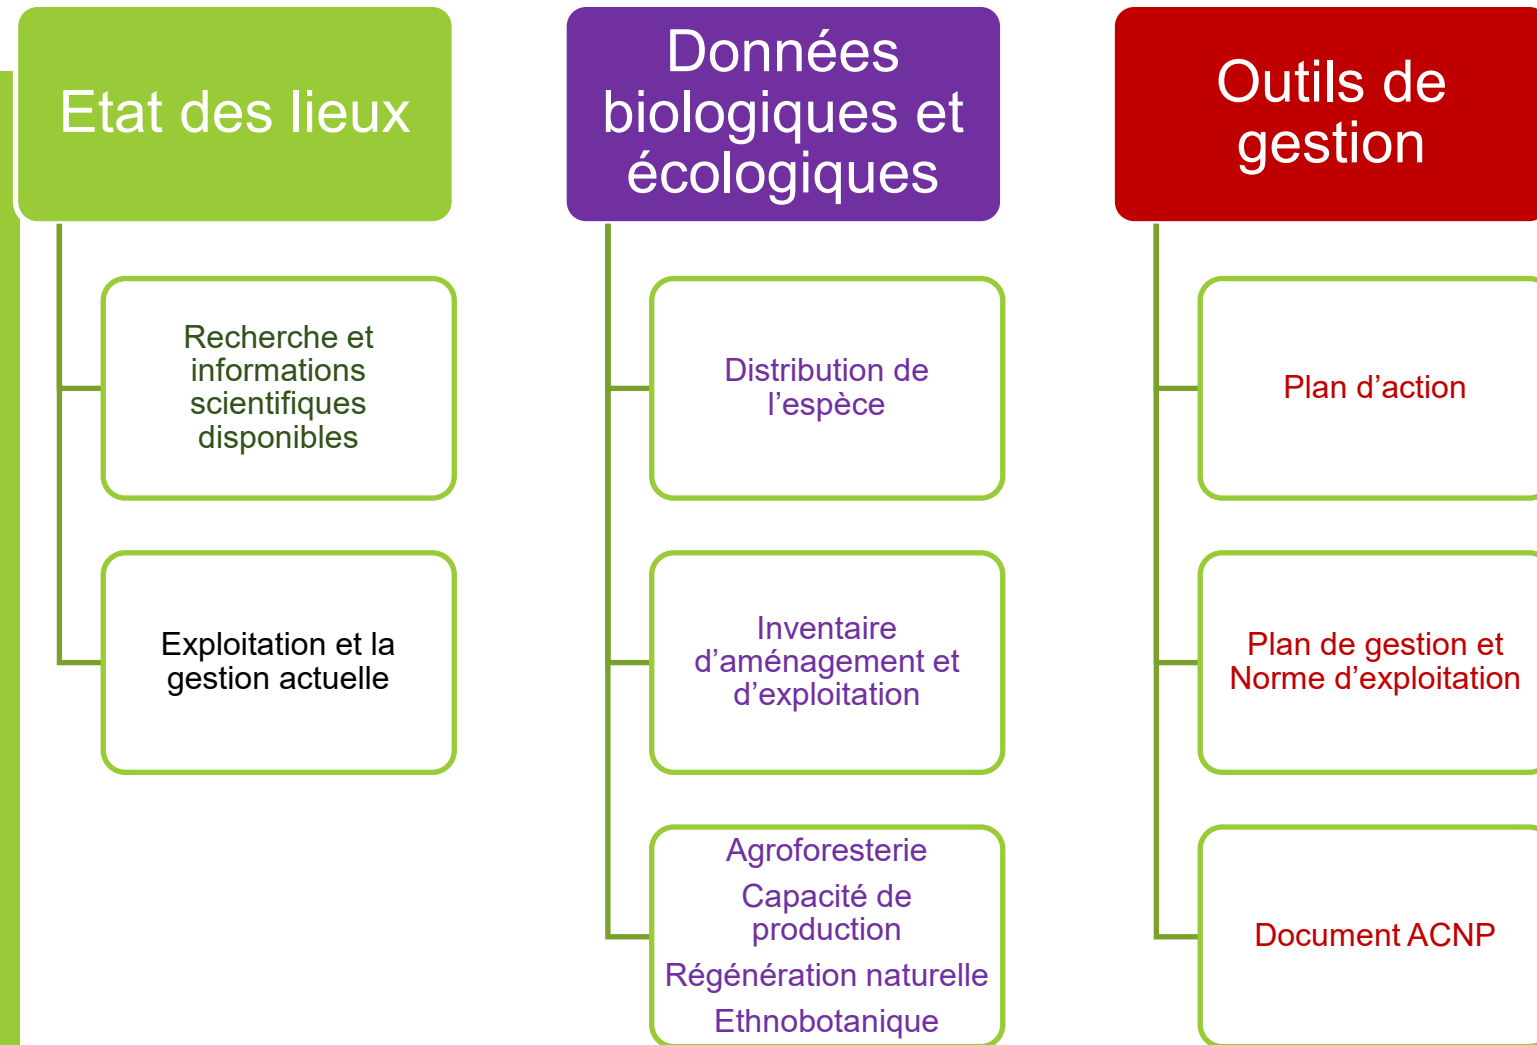 Etat des lieux
Recherche et
informations
scientifiques
disponibles
Exploitation et la
gestion actuelle
Données
biologiques et
écologiques
Distribution de
l’espèce
Inventaire
d’aménagement et
d’exploitation
Agroforesterie
Capacité de
production
Régénération naturelle
Ethnobotanique
Outils de
gestion
Plan d’action
Plan de gestion et
Norme d’exploitation
Document ACNP